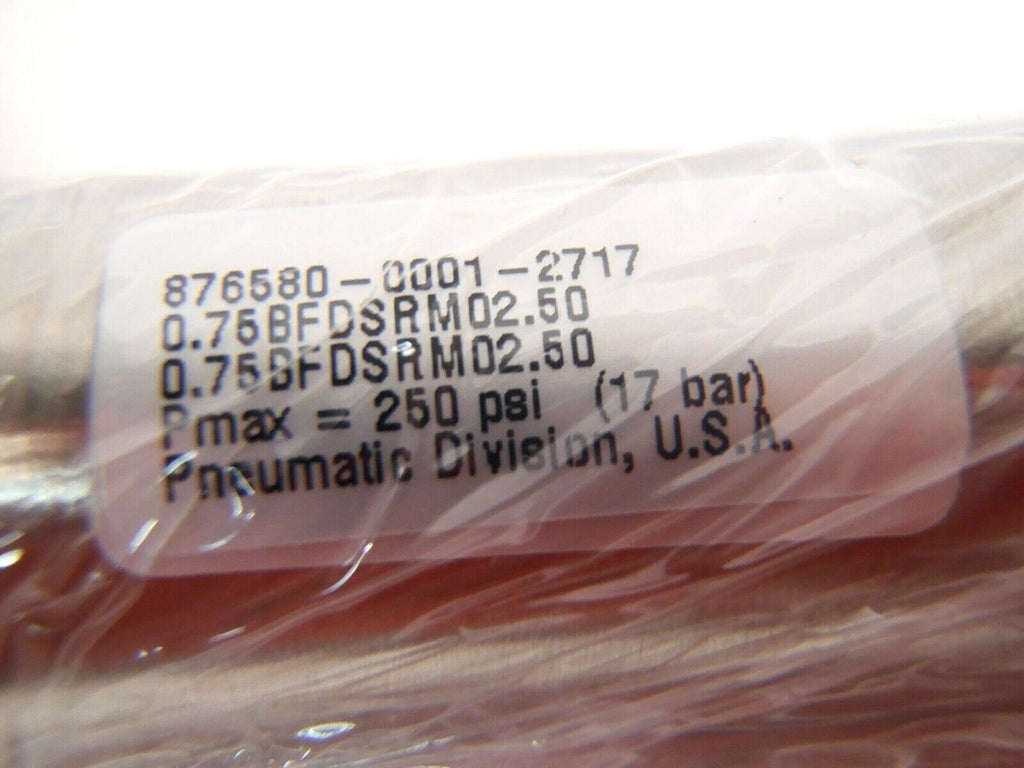 876580-0001-2717
0.75BFDSRM02.50
0.75BFDSRM02.50
Pmax = 250 psi (17 bar)
Pneumatic Division, U.S.A.